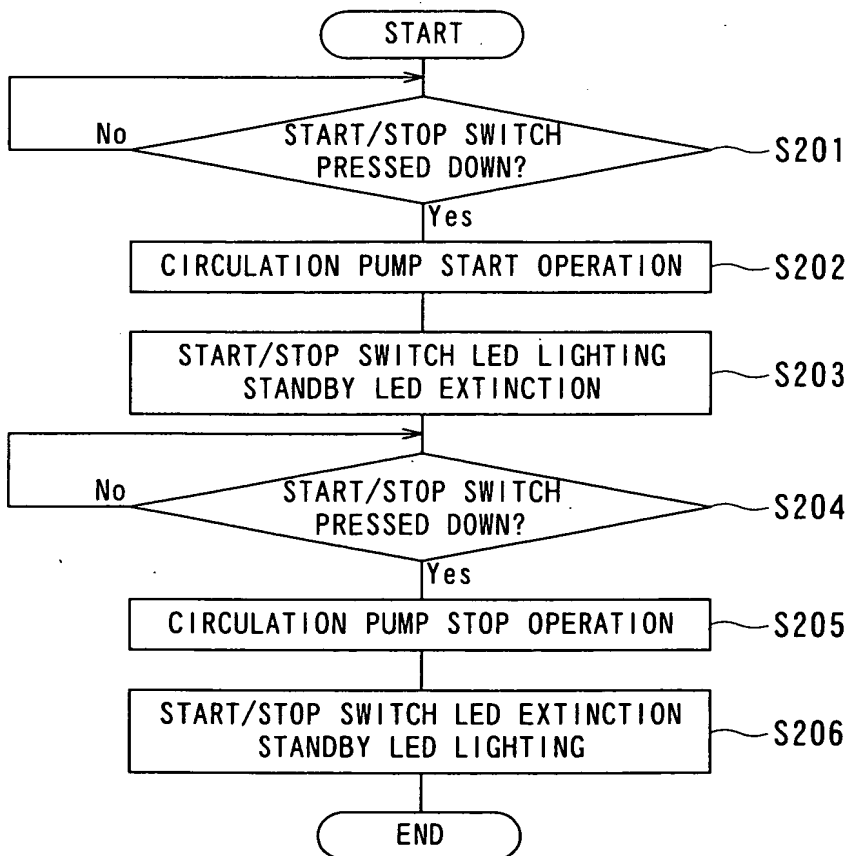 START
No
START/STOP SWITCH
PRESSED DOWN?
S201
Yes
CIRCULATION PUMP START OPERATION
S202
START/STOP SWITCH LED LIGHTING
STANDBY LED EXTINCTION
S203
No
START/STOP SWITCH
PRESSED DOWN?
S204
Yes
CIRCULATION PUMP STOP OPERATION
S205
START/STOP SWITCH LED EXTINCTION
STANDBY LED LIGHTING
S206
END